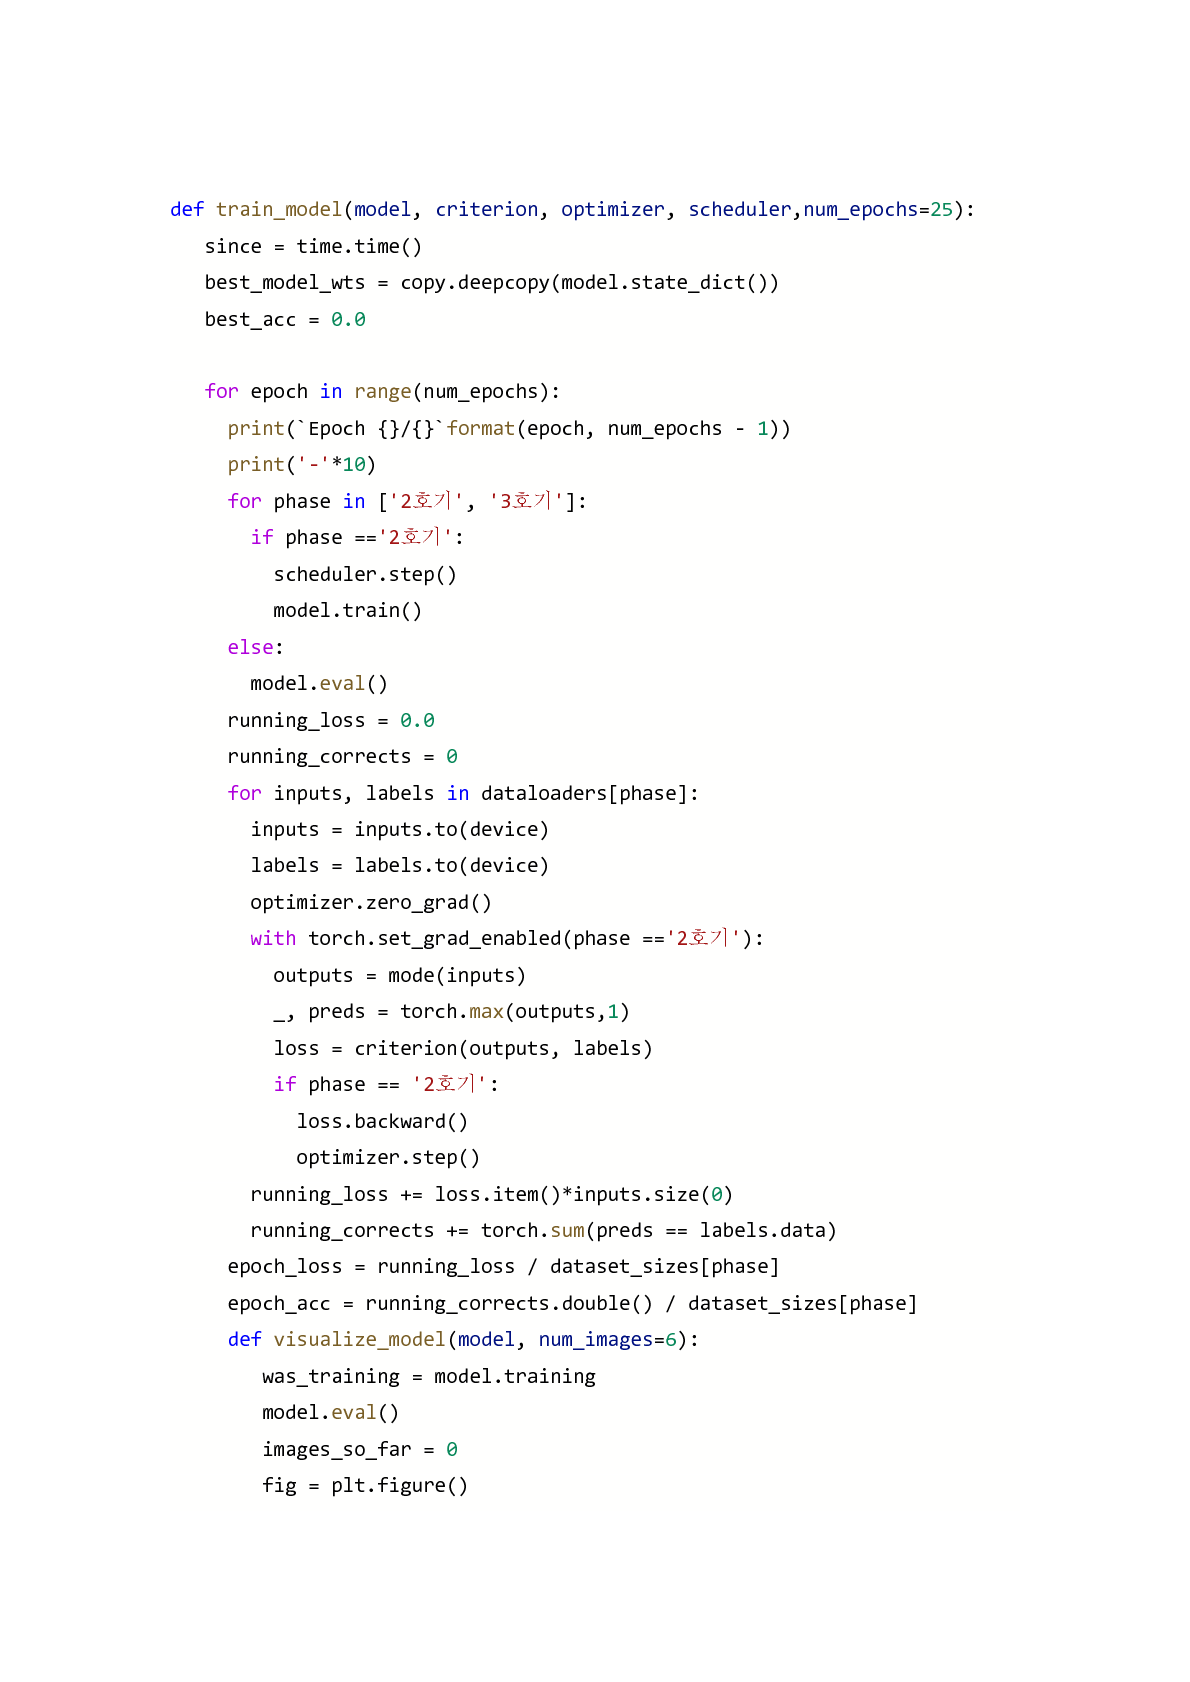 def train_model(model, criterion, optimizer, scheduler,num_epochs=25):
since = time.time()
best_model_wts = copy.deepcopy(model.state_dict())
best_acc = 0.0
for epoch in range(num_epochs):
print(`Epoch {}/{}`format(epoch, num_epochs - 1))
print('-'*10)
for phase in ['2호기', '3호기']:
if phase =='2호기':
scheduler.step()
model.train()
else:
model.eval()
running_loss = 0.0
running_corrects = 0
for inputs, labels in dataloaders[phase]:
inputs = inputs.to(device)
labels = labels.to(device)
optimizer.zero_grad()
with torch.set_grad_enabled(phase =='2호기'):
outputs = mode(inputs)
_, preds = torch.max(outputs,1)
loss = criterion(outputs, labels)
if phase == '2호기':
loss.backward()
optimizer.step()
running_loss += loss.item()*inputs.size(0)
running_corrects += torch.sum(preds == labels.data)
epoch_loss = running_loss / dataset_sizes[phase]
epoch_acc = running_corrects.double() / dataset_sizes[phase]
def visualize_model(model, num_images=6):
was_training = model.training
model.eval()
images_so_far = 0
fig = plt.figure()